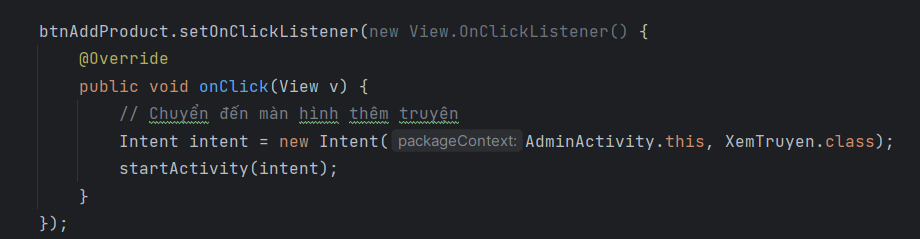 btnAddProduct.setOnClickListener(new View.OnClickListener() {
@Override
public void onClick(View v) {
// Chuyển đến màn hình thêm truyện
Intent intent = new Intent( packageContext: AdminActivity.this, XemTruyen.class);
startActivity(intent);
}
});